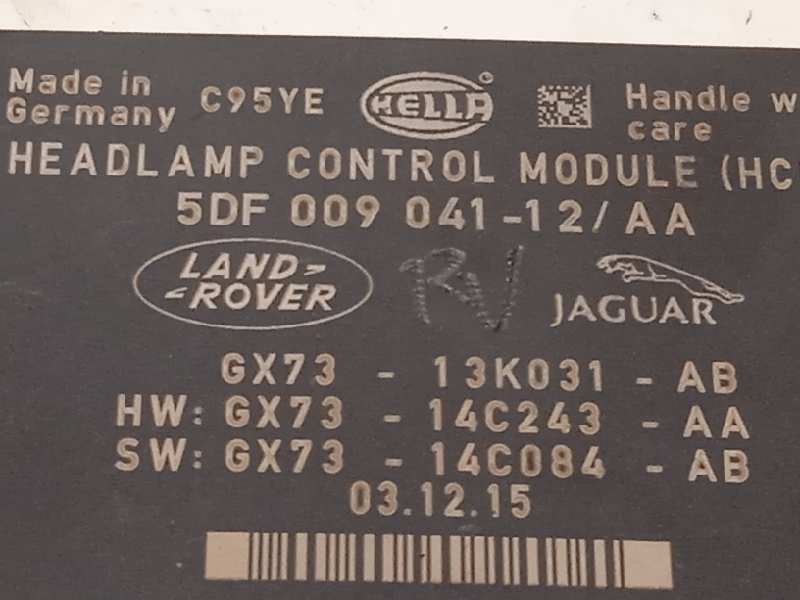 Made in
Germany
C95YE
HELLA
Handle w
care
HEADLAMP CONTROL MODULE (HC
5DF 009 041-12/AA
LAND-
-ROVER
RV
JAGUAR
GX73 - 13K031 - AB
HW: GX73 - 14C243 - AA
SW: GX73 - 14C084 - AB
03.12.15